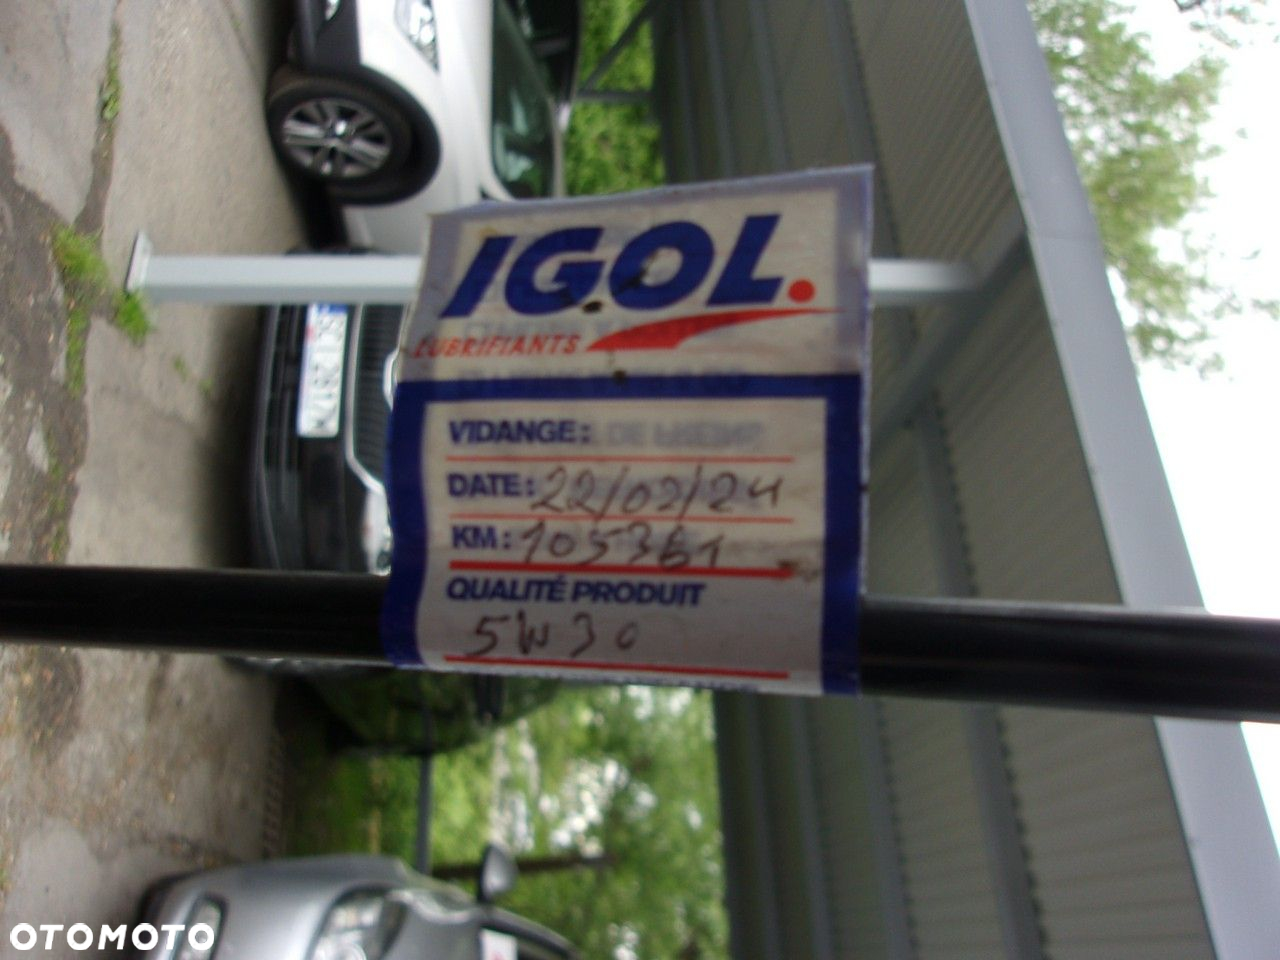 IGOL.
LUBRIFIANTS
VIDANGE:
DATE: 22/02/24
KM: 105361
QUALITÉ PRODUIT
5W30
OTOMOTO